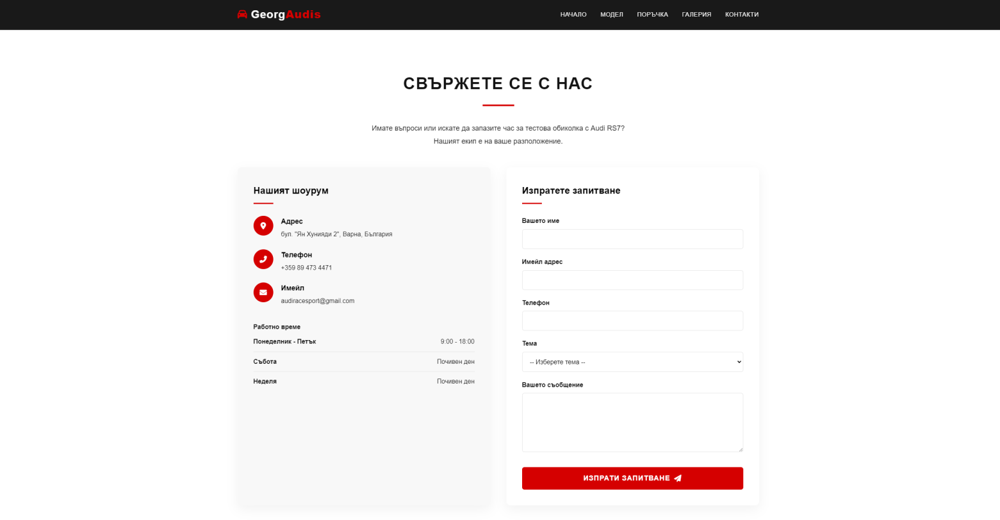 GeorgAudis
НАЧАЛО МОДЕЛ ПОРЪЧКА ГАЛЕРИЯ КОНТАКТИ
СВЪРЖЕТЕ СЕ С НАС
Имате въпроси или искате да запазите час за тестова обиколка с Audi RS7?
Нашият екип е на ваше разположение.
Нашият шоурум
Адрес
бул. "Ян Хунияди 2", Варна, България
Телефон
+359 89 473 4471
Имейл
audiracesport@gmail.com
Работно време
Понеделник - Петък 9:00 - 18:00
Събота Почивен ден
Неделя Почивен ден
Изпратете запитване
Вашето име
Имейл адрес
Телефон
Тема
-- Изберете тема --
Вашето съобщение
ИЗПРАТИ ЗАПИТВАНЕ